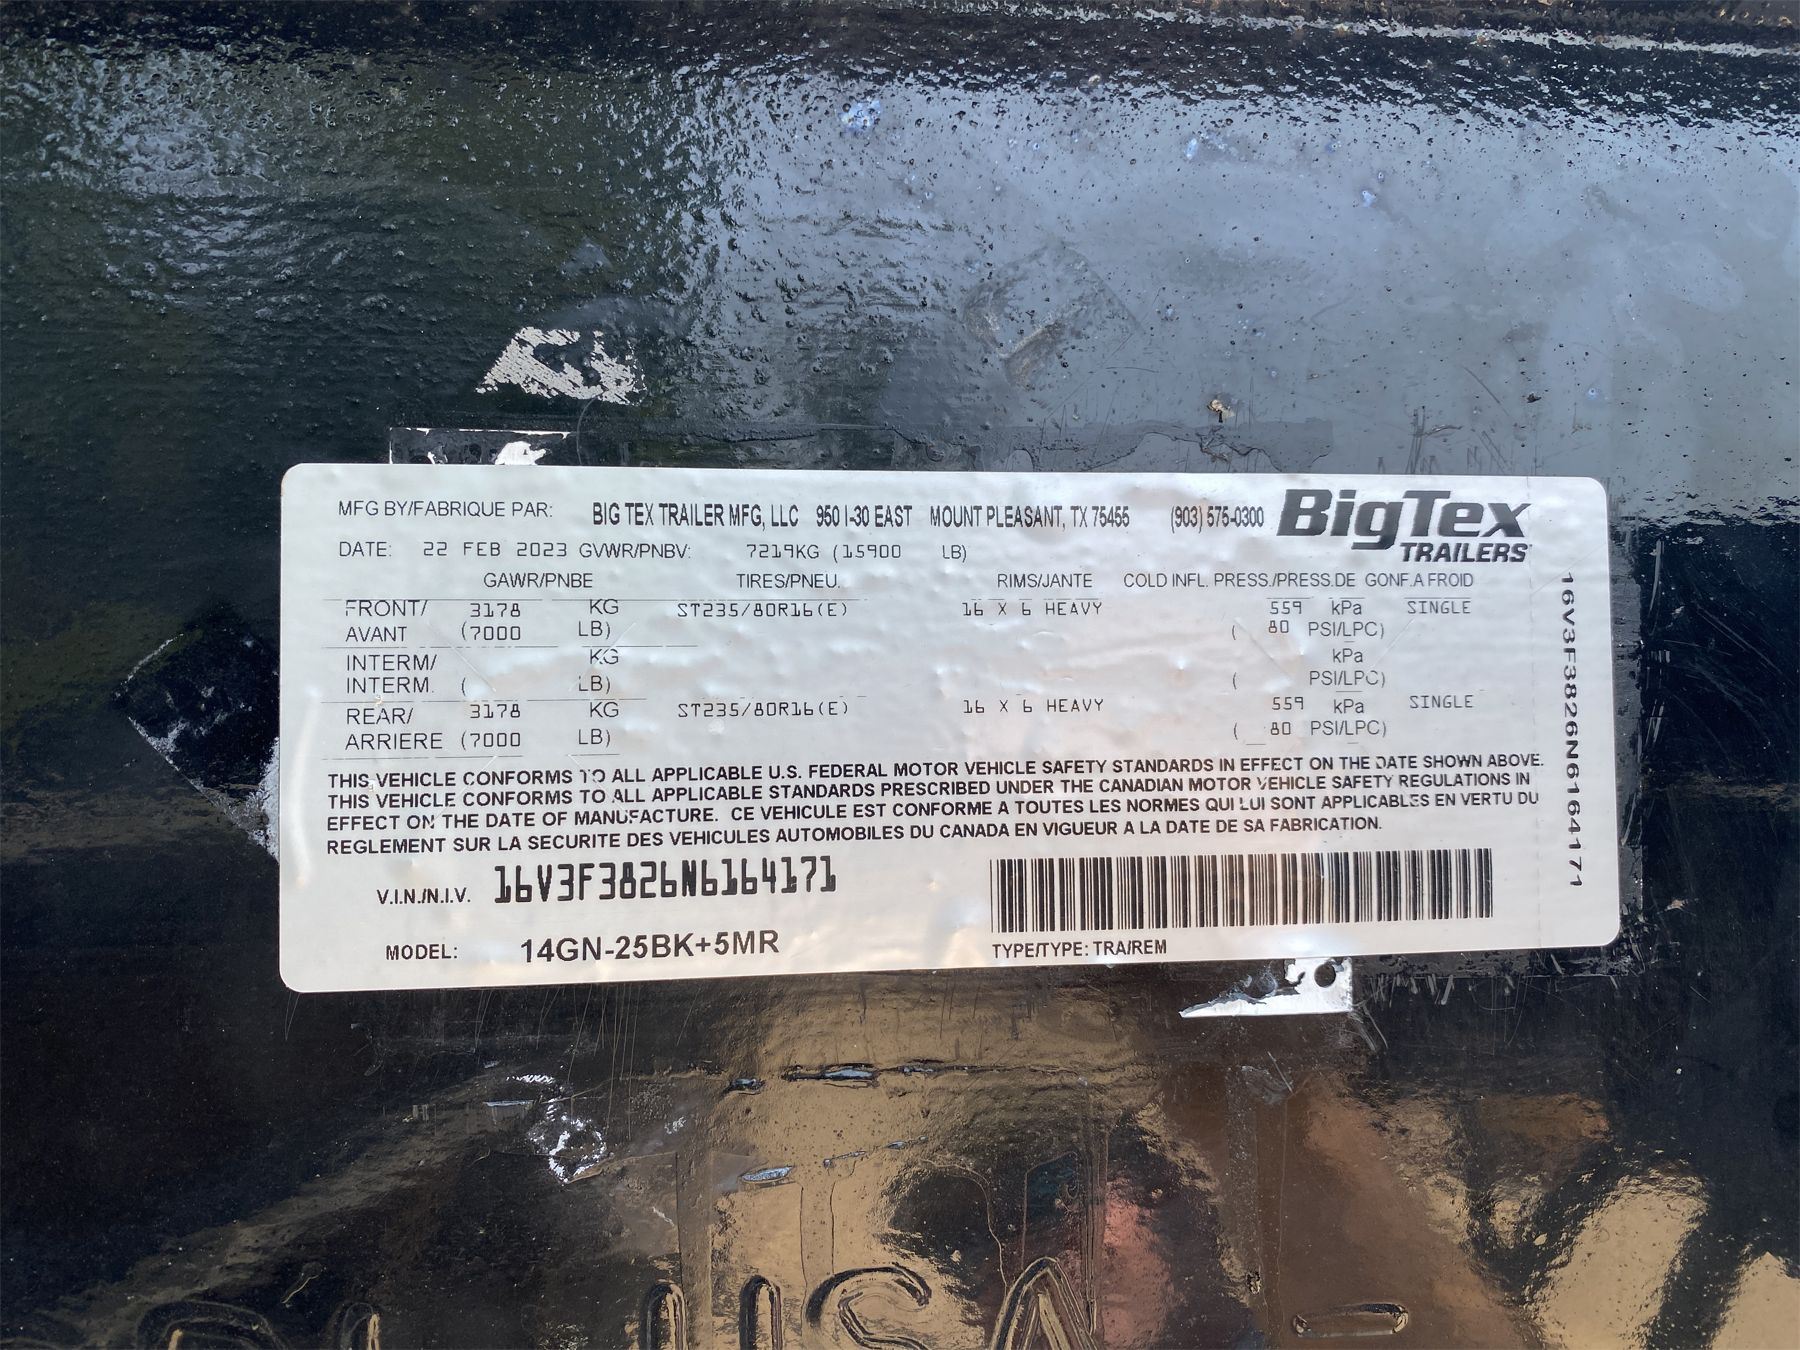 MFG BY/FABRIQUE PAR: BIG TEX TRAILER MFG, LLC 950 I-30 EAST MOUNT PLEASANT, TX 75455 (903) 575-0300 BigTex
TRAILERS
DATE: 22 FEB 2023 GVWR/PNBV: 7219KG (15900 LB)
GAWR/PNBE TIRES/PNEU. RIMS/JANTE COLD INFL. PRESS./PRESS.DE GONF.A FROID
FRONT/ 3178 KG ST235/80R16(E) 16 X 6 HEAVY 559 kPa SINGLE
AVANT (7000 LB) ( 80 PSI/LPC)
INTERM/ KG kPa
INTERM. ( LB) ( PSI/LPC)
REAR/ 3178 KG ST235/80R16(E) 16 X 6 HEAVY 559 kPa SINGLE
ARRIERE (7000 LB) ( 80 PSI/LPC)
THIS VEHICLE CONFORMS TO ALL APPLICABLE U.S. FEDERAL MOTOR VEHICLE SAFETY STANDARDS IN EFFECT ON THE DATE SHOWN ABOVE.
THIS VEHICLE CONFORMS TO ALL APPLICABLE STANDARDS PRESCRIBED UNDER THE CANADIAN MOTOR VEHICLE SAFETY REGULATIONS IN
EFFECT ON THE DATE OF MANUFACTURE. CE VEHICULE EST CONFORME A TOUTES LES NORMES QUI LUI SONT APPLICABLES EN VERTU DU
REGLEMENT SUR LA SECURITE DES VEHICULES AUTOMOBILES DU CANADA EN VIGUEUR A LA DATE DE SA FABRICATION.
V.I.N./N.I.V. 16V3F3826N6164171
MODEL: 14GN-25BK+5MR
TYPE/TYPE: TRA/REM
16V3F3826N6164171
USA -